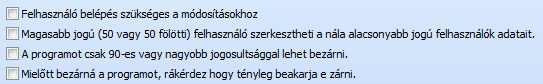 Felhasználó belépés szükséges a módosításokhoz
Magasabb jogú (50 vagy 50 fölötti) felhasználó szerkesztheti a nála alacsonyabb jogú felhasználók adatait.
A programot csak 90-es vagy nagyobb jogosultsággal lehet bezárni.
Mielőtt bezárná a programot, rákérdez hogy tényleg beakarja e zárni.